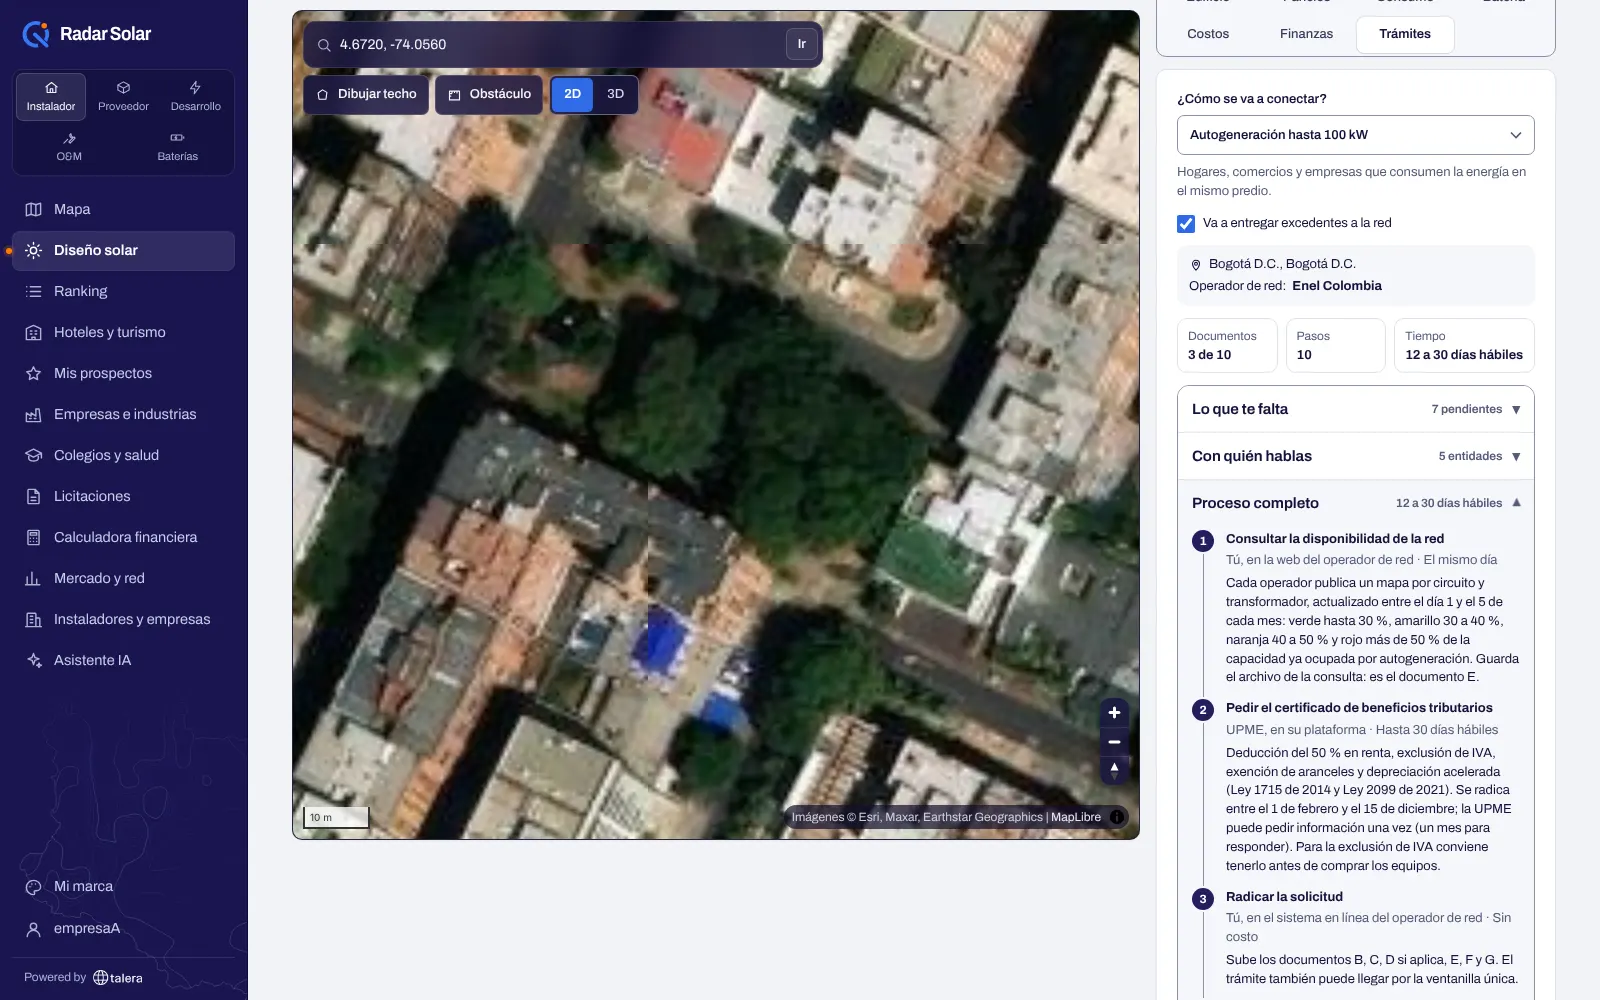 Radar Solar
Instalador
Proveedor
Desarrollo
O&M
Baterías
Mapa
Diseño solar
Ranking
Hoteles y turismo
Mis prospectos
Empresas e industrias
Colegios y salud
Licitaciones
Calculadora financiera
Mercado y red
Instaladores y empresas
Asistente IA
Mi marca
empresaA
Powered by talera
4.6720, -74.0560
Ir
Dibujar techo
Obstáculo
2D
3D
10 m
Imágenes © Esri, Maxar, Earthstar Geographics | MapLibre
Costos
Finanzas
Trámites
¿Cómo se va a conectar?
Autogeneración hasta 100 kW
Hogares, comercios y empresas que consumen la energía en
el mismo predio.
Va a entregar excedentes a la red
Bogotá D.C., Bogotá D.C.
Operador de red: Enel Colombia
Documentos
3 de 10
Pasos
10
Tiempo
12 a 30 días hábiles
Lo que te falta
7 pendientes ▼
Con quién hablas
5 entidades ▼
Proceso completo
12 a 30 días hábiles ▲
1
Consultar la disponibilidad de la red
Tú, en la web del operador de red · El mismo día
Cada operador publica un mapa por circuito y
transformador, actualizado entre el día 1 y el 5 de
cada mes: verde hasta 30 %, amarillo 30 a 40 %,
naranja 40 a 50 % y rojo más de 50 % de la
capacidad ya ocupada por autogeneración. Guarda
el archivo de la consulta: es el documento E.
2
Pedir el certificado de beneficios tributarios
UPME, en su plataforma · Hasta 30 días hábiles
Deducción del 50 % en renta, exclusión de IVA,
exención de aranceles y depreciación acelerada
(Ley 1715 de 2014 y Ley 2099 de 2021). Se radica
entre el 1 de febrero y el 15 de diciembre; la UPME
puede pedir información una vez (un mes para
responder). Para la exclusión de IVA conviene
tenerlo antes de comprar los equipos.
3
Radicar la solicitud
Tú, en el sistema en línea del operador de red · Sin
costo
Sube los documentos B, C, D si aplica, E, F y G. El
trámite también puede llegar por la ventanilla única.